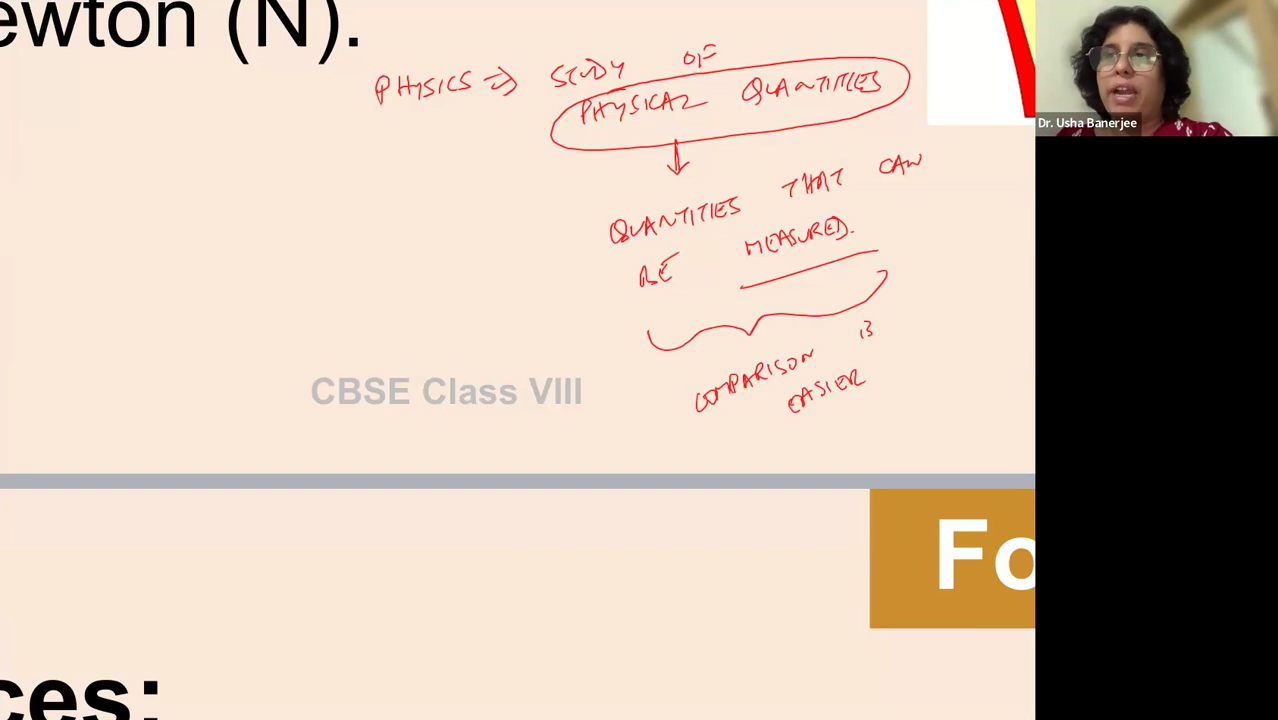 ewton (N).
PHYSICS ⇒ STUDY OF
PHYSICAL QUANTITIES
QUANTITIES THAT CAN
BE MEASURED.
COMPARISON IS
EASIER
CBSE Class VIII
Fo
ces:
Dr. Usha Banerjee